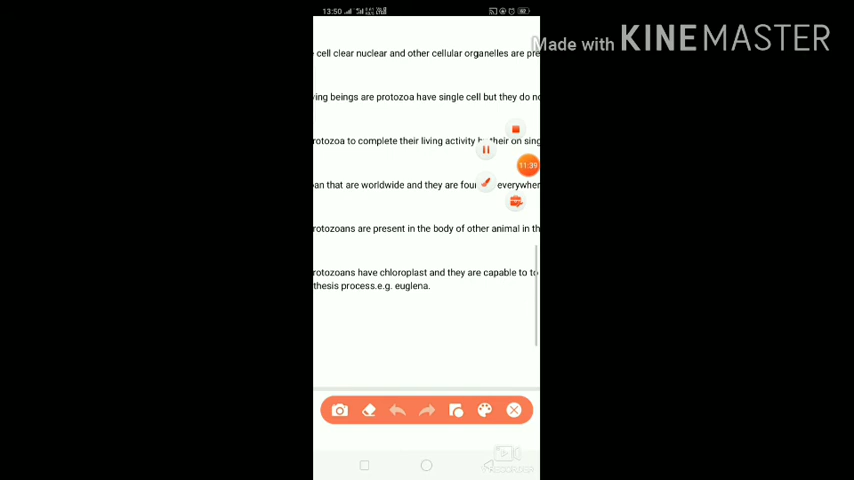 13:50
Made with KINEMASTER
cell clear nuclear and other cellular organelles are pre
ving beings are protozoa have single cell but they do no
rotozoa to complete their living activity by their on sing
11:39
an that are worldwide and they are fou everywher
rotozoans are present in the body of other animal in th
rotozoans have chloroplast and they are capable to to
thesis process.e.g. euglena.